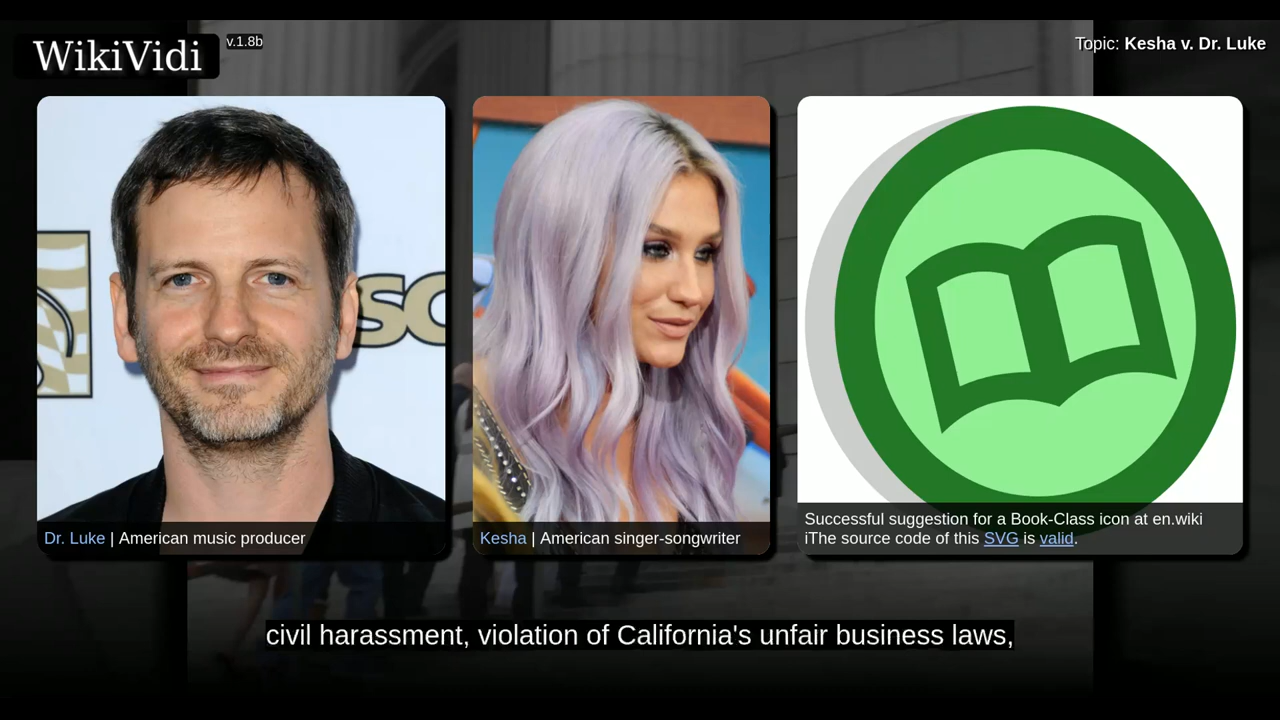 WikiVidi
v.1.8b
Topic: Kesha v. Dr. Luke
SC
Dr. Luke | American music producer
Kesha | American singer-songwriter
Successful suggestion for a Book-Class icon at en.wiki
iThe source code of this SVG is valid.
civil harassment, violation of California's unfair business laws,